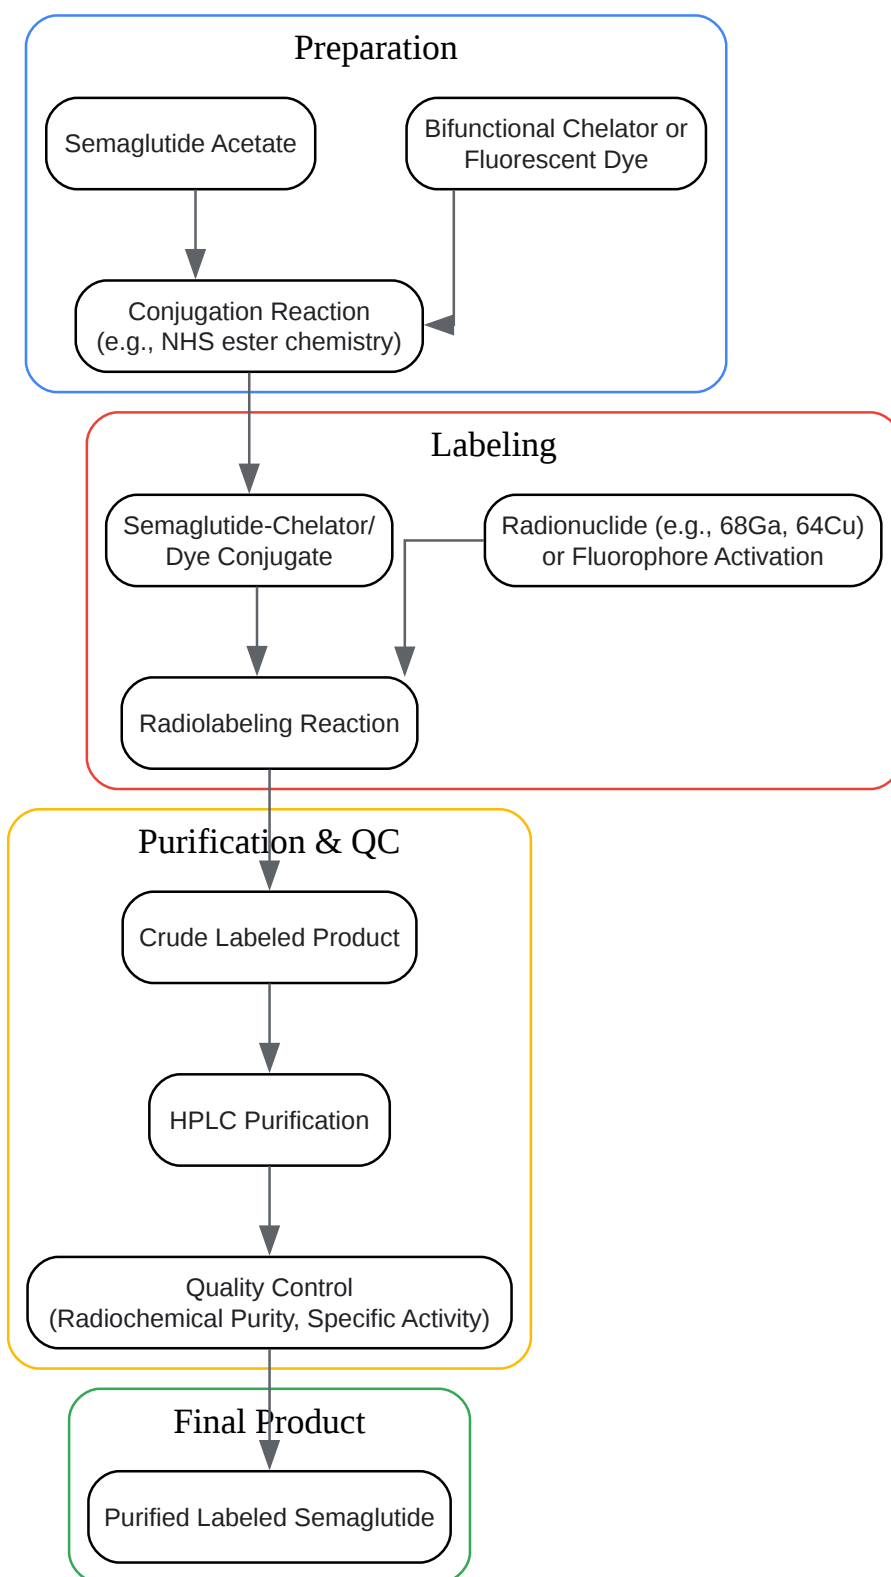 Preparation
Semaglutide Acetate
Bifunctional Chelator or
Fluorescent Dye
Conjugation Reaction
(e.g., NHS ester chemistry)
Labeling
Semaglutide-Chelator/
Dye Conjugate
Radionuclide (e.g., 68Ga, 64Cu)
or Fluorophore Activation
Radiolabeling Reaction
Purification & QC
Crude Labeled Product
HPLC Purification
Quality Control
(Radiochemical Purity, Specific Activity)
Final Product
Purified Labeled Semaglutide